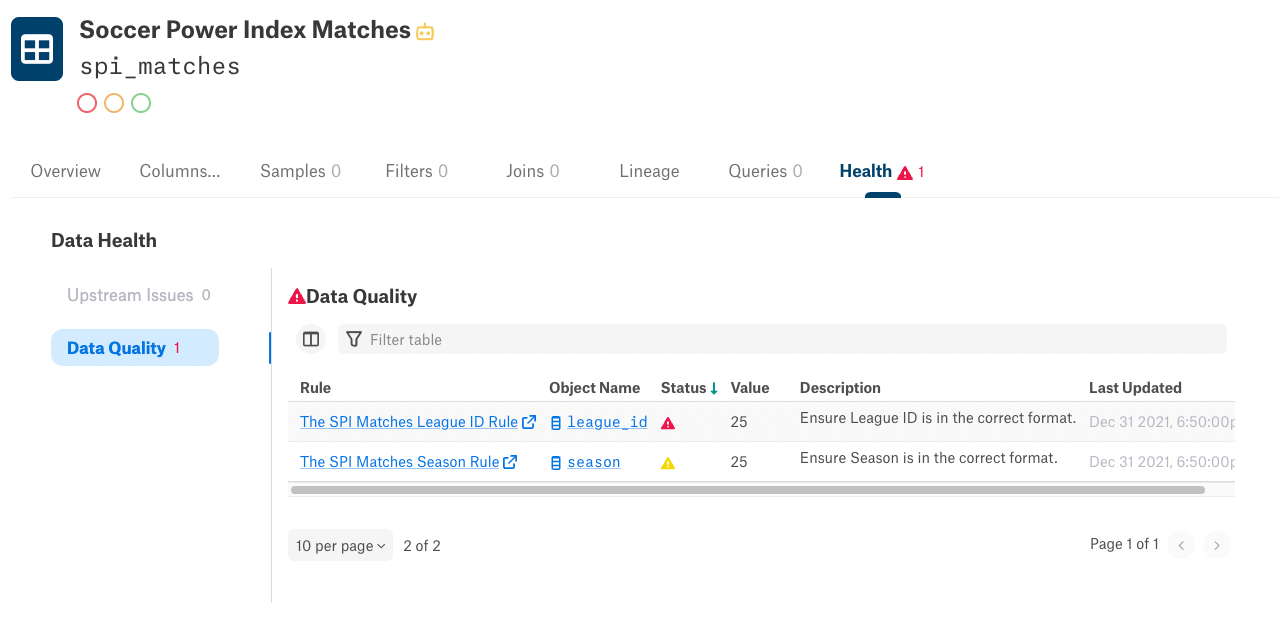 Soccer Power Index Matches
spi_matches
Overview Columns... Samples 0 Filters 0 Joins 0 Lineage Queries 0 Health 1
Data Health
Upstream Issues 0
Data Quality 1
Data Quality
Filter table
Rule Object Name Status Value Description Last Updated
The SPI Matches League ID Rule league_id 25 Ensure League ID is in the correct format. Dec 31 2021, 6:50:00p
The SPI Matches Season Rule season 25 Ensure Season is in the correct format. Dec 31 2021, 6:50:00p
10 per page 2 of 2 Page 1 of 1